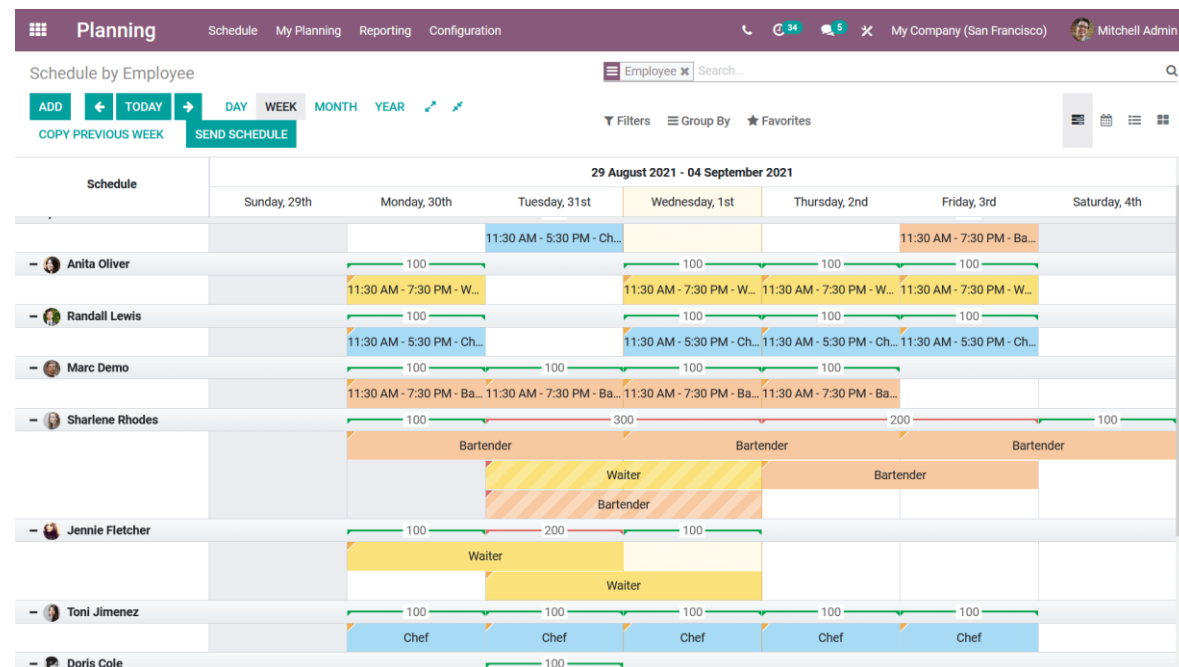 Planning Schedule My Planning Reporting Configuration 34 5 My Company (San Francisco) Mitchell Admin
Schedule by Employee Employee Search...
ADD TODAY DAY WEEK MONTH YEAR
Filters Group By Favorites
COPY PREVIOUS WEEK SEND SCHEDULE
Schedule 29 August 2021 - 04 September 2021
Sunday, 29th Monday, 30th Tuesday, 31st Wednesday, 1st Thursday, 2nd Friday, 3rd Saturday, 4th
11:30 AM - 5:30 PM - Ch... 11:30 AM - 7:30 PM - Ba...
Anita Oliver 100 100 100 100
11:30 AM - 7:30 PM - W... 11:30 AM - 7:30 PM - W... 11:30 AM - 7:30 PM - W... 11:30 AM - 7:30 PM - W...
Randall Lewis 100 100 100 100
11:30 AM - 5:30 PM - Ch... 11:30 AM - 5:30 PM - Ch... 11:30 AM - 5:30 PM - Ch... 11:30 AM - 5:30 PM - Ch...
Marc Demo 100 100 100 100
11:30 AM - 7:30 PM - Ba... 11:30 AM - 7:30 PM - Ba... 11:30 AM - 7:30 PM - Ba... 11:30 AM - 7:30 PM - Ba...
Sharlene Rhodes 100 300 200 100
Bartender Bartender Bartender
Waiter Bartender
Bartender
Jennie Fletcher 100 200 100
Waiter
Waiter
Toni Jimenez 100 100 100 100 100
Chef Chef Chef Chef Chef
Doris Cole 100